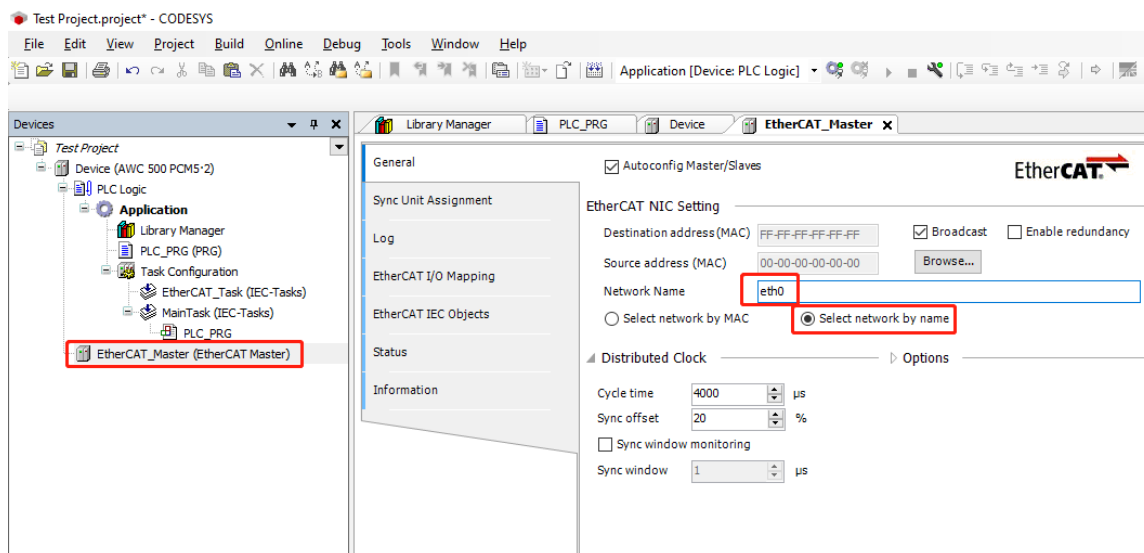 Test Project.project* - CODESYS
File Edit View Project Build Online Debug Tools Window Help
Application [Device: PLC Logic]
Devices
Library Manager PLC_PRG Device EtherCAT_Master
Test Project
Device (AWC 500 PCM5·2)
PLC Logic
Application
Library Manager
PLC_PRG (PRG)
Task Configuration
EtherCAT_Task (IEC-Tasks)
MainTask (IEC-Tasks)
PLC_PRG
EtherCAT_Master (EtherCAT Master)
General
Sync Unit Assignment
Log
EtherCAT I/O Mapping
EtherCAT IEC Objects
Status
Information
Autoconfig Master/Slaves
EtherCAT
EtherCAT NIC Setting
Destination address (MAC) FF-FF-FF-FF-FF-FF Broadcast Enable redundancy
Source address (MAC) 00-00-00-00-00-00 Browse...
Network Name eth0
Select network by MAC Select network by name
Distributed Clock Options
Cycle time 4000 µs
Sync offset 20 %
Sync window monitoring
Sync window 1 µs